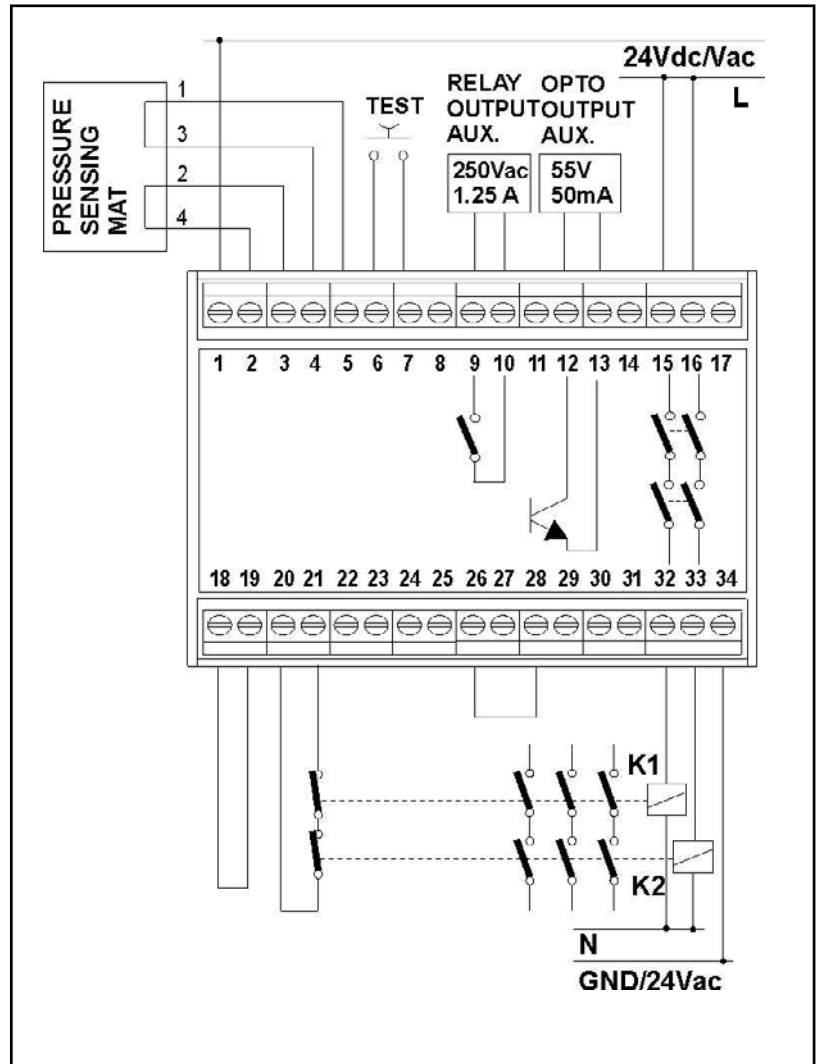 24Vdc/Vac
L
PRESSURE
SENSING
MAT
1
3
2
4
TEST
RELAY
OUTPUT
AUX.
OPTO
OUTPUT
AUX.
250Vac
1.25 A
55V
50mA
1 2 3 4 5 6 7 8 9 10 11 12 13 14 15 16 17
18 19 20 21 22 23 24 25 26 27 28 29 30 31 32 33 34
K1
K2
N
GND/24Vac